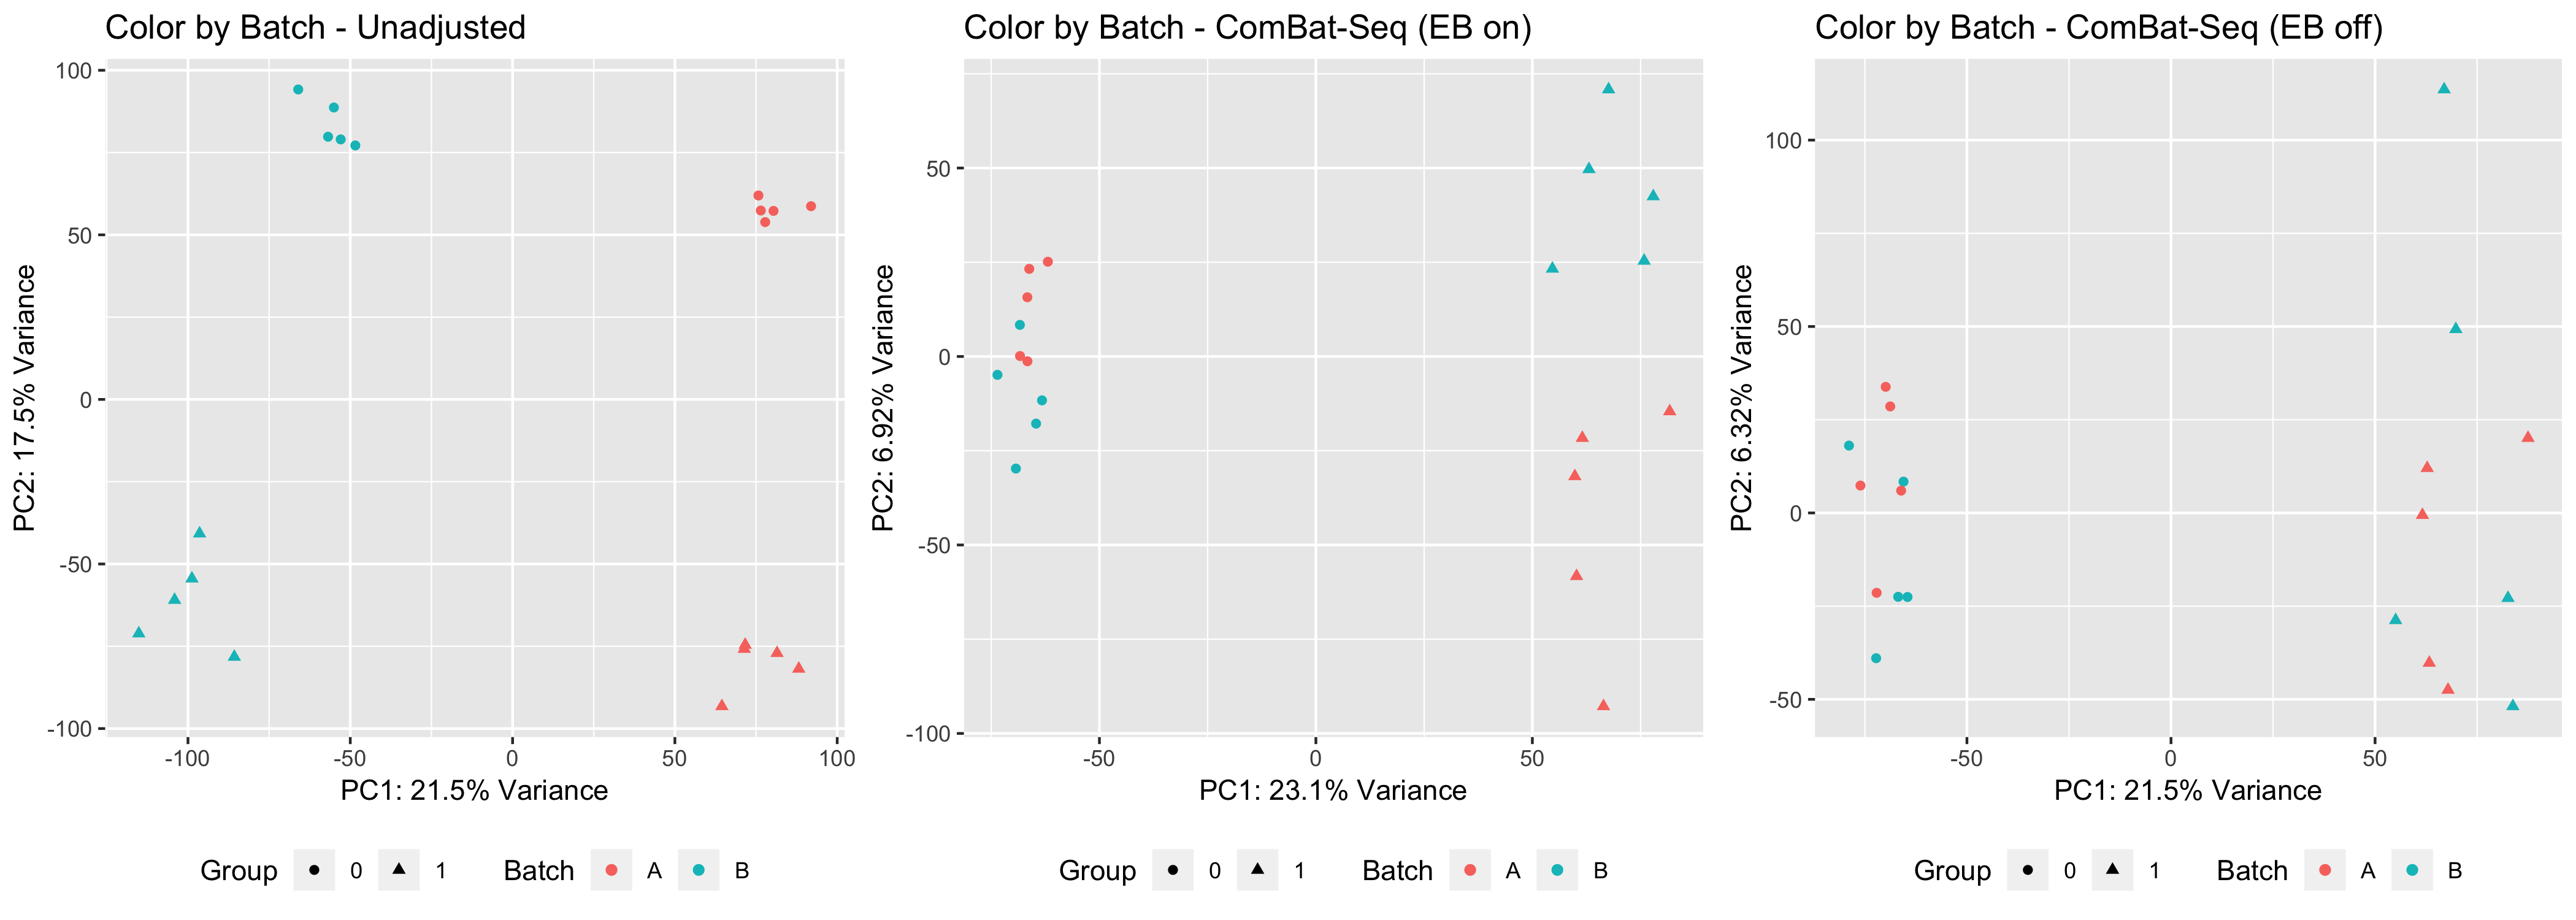 Color by Batch - Unadjusted
100
50
0
-50
-100
PC2: 17.5% Variance
-100
-50
0
50
100
PC1: 21.5% Variance
Group 0 1 Batch A B
Color by Batch - ComBat-Seq (EB on)
50
0
-50
-100
PC2: 6.92% Variance
-50
0
50
PC1: 23.1% Variance
Group 0 1 Batch A B
Color by Batch - ComBat-Seq (EB off)
100
50
0
-50
PC2: 6.32% Variance
-50
0
50
PC1: 21.5% Variance
Group 0 1 Batch A B